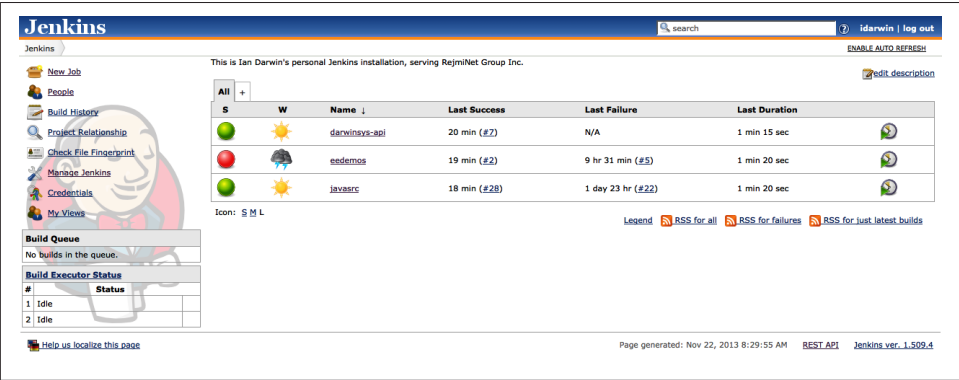 Jenkins
search
? idarwin | log out
Jenkins
ENABLE AUTO REFRESH
New Job
People
Build History
Project Relationship
Check File Fingerprint
Manage Jenkins
Credentials
My Views
Build Queue
No builds in the queue.
Build Executor Status
# Status
1 Idle
2 Idle
This is Ian Darwin's personal Jenkins installation, serving RejmiNet Group Inc.
edit description
All +
S W Name ↓ Last Success Last Failure Last Duration
darwinsys-api 20 min (#7) N/A 1 min 15 sec
eedemos 19 min (#2) 9 hr 31 min (#5) 1 min 20 sec
javasrc 18 min (#28) 1 day 23 hr (#22) 1 min 20 sec
Icon: S M L
Legend RSS for all RSS for failures RSS for just latest builds
Help us localize this page
Page generated: Nov 22, 2013 8:29:55 AM REST API Jenkins ver. 1.509.4